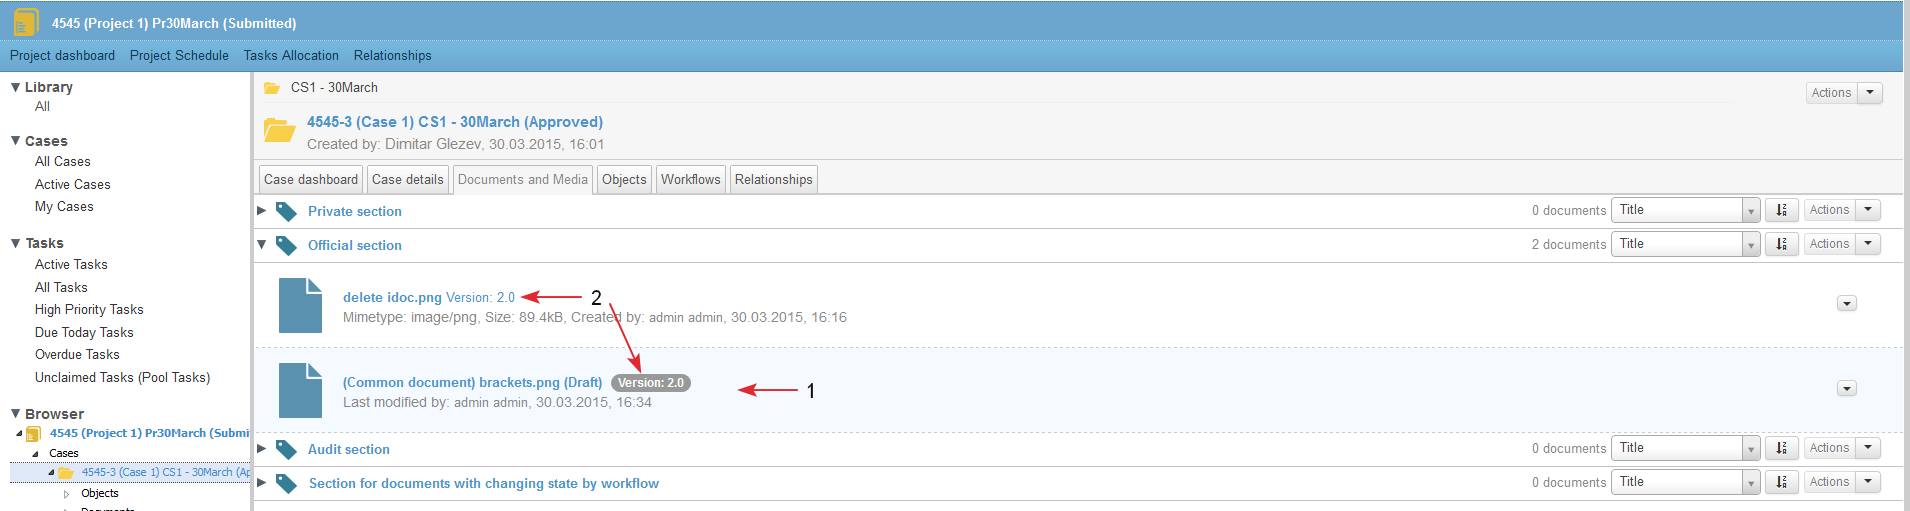 4545 (Project 1) Pr30March (Submitted)
Project dashboard Project Schedule Tasks Allocation Relationships
Library
All
Cases
All Cases
Active Cases
My Cases
Tasks
Active Tasks
All Tasks
High Priority Tasks
Due Today Tasks
Overdue Tasks
Unclaimed Tasks (Pool Tasks)
Browser
4545 (Project 1) Pr30March (Submi
Cases
4545-3 (Case 1) CS1 - 30March (Ap
Objects
Documents
CS1 - 30March
Actions
4545-3 (Case 1) CS1 - 30March (Approved)
Created by: Dimitar Glezev, 30.03.2015, 16:01
Case dashboard Case details Documents and Media Objects Workflows Relationships
Private section 0 documents Title Actions
Official section 2 documents Title Actions
delete idoc.png Version: 2.0 2
Mimetype: image/png, Size: 89.4kB, Created by: admin admin, 30.03.2015, 16:16
(Common document) brackets.png (Draft) Version: 2.0 1
Last modified by: admin admin, 30.03.2015, 16:34
Audit section 0 documents Title Actions
Section for documents with changing state by workflow 0 documents Title Actions